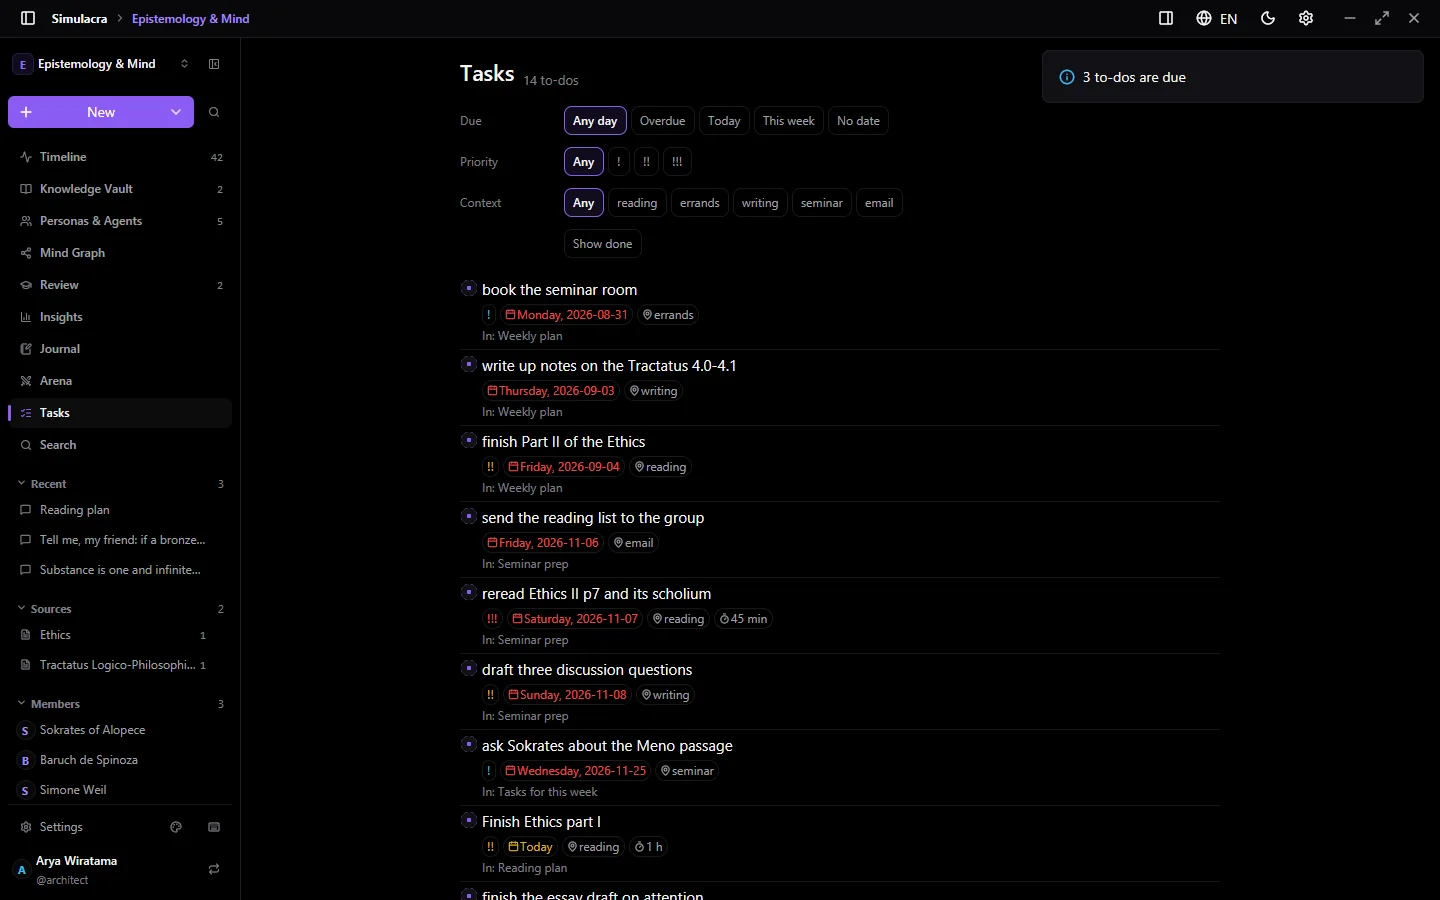 Simulacra > Epistemology & Mind
EN
E Epistemology & Mind
New
Timeline 42
Knowledge Vault 2
Personas & Agents 5
Mind Graph
Review 2
Insights
Journal
Arena
Tasks
Search
Recent 3
Reading plan
Tell me, my friend: if a bronze...
Substance is one and infinite...
Sources 2
Ethics 1
Tractatus Logico-Philosophi... 1
Members 3
S Sokrates of Alopece
B Baruch de Spinoza
S Simone Weil
Settings
A Arya Wiratama
@architect
Tasks 14 to-dos
3 to-dos are due
Due Any day Overdue Today This week No date
Priority Any ! !! !!!
Context Any reading errands writing seminar email
Show done
book the seminar room
! Monday, 2026-08-31 errands
In: Weekly plan
write up notes on the Tractatus 4.0-4.1
Thursday, 2026-09-03 writing
In: Weekly plan
finish Part II of the Ethics
!! Friday, 2026-09-04 reading
In: Weekly plan
send the reading list to the group
Friday, 2026-11-06 email
In: Seminar prep
reread Ethics II p7 and its scholium
!!! Saturday, 2026-11-07 reading 45 min
In: Seminar prep
draft three discussion questions
!! Sunday, 2026-11-08 writing
In: Seminar prep
ask Sokrates about the Meno passage
! Wednesday, 2026-11-25 seminar
In: Tasks for this week
Finish Ethics part I
!! Today reading 1 h
In: Reading plan
finish the essay draft on attention